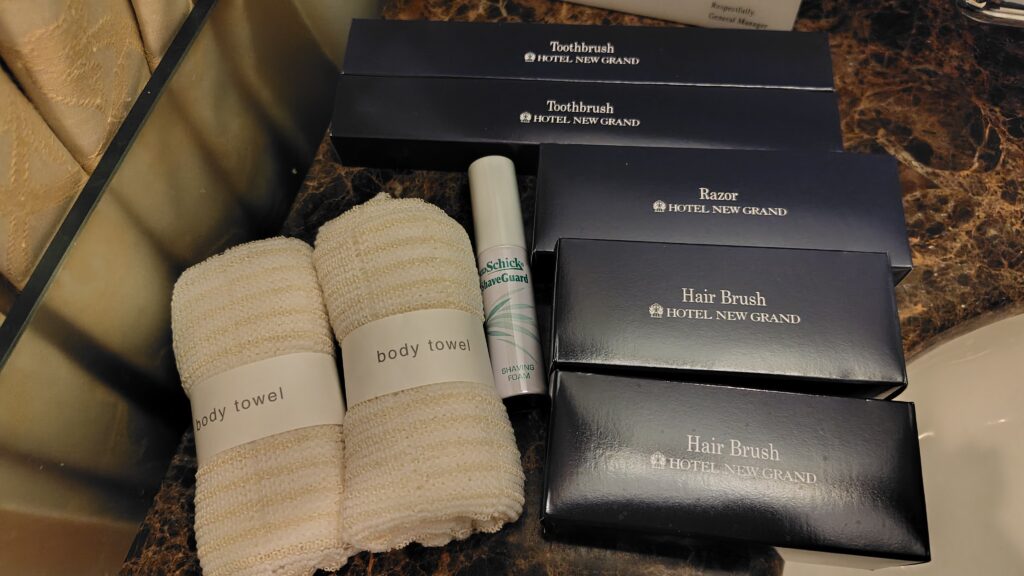 Respectfully
General Manager
Toothbrush
HOTEL NEW GRAND
Toothbrush
HOTEL NEW GRAND
Razor
HOTEL NEW GRAND
Hair Brush
HOTEL NEW GRAND
Hair Brush
HOTEL NEW GRAND
Schick
ShaveGuard
SHAVING
FOAM
body towel
body towel